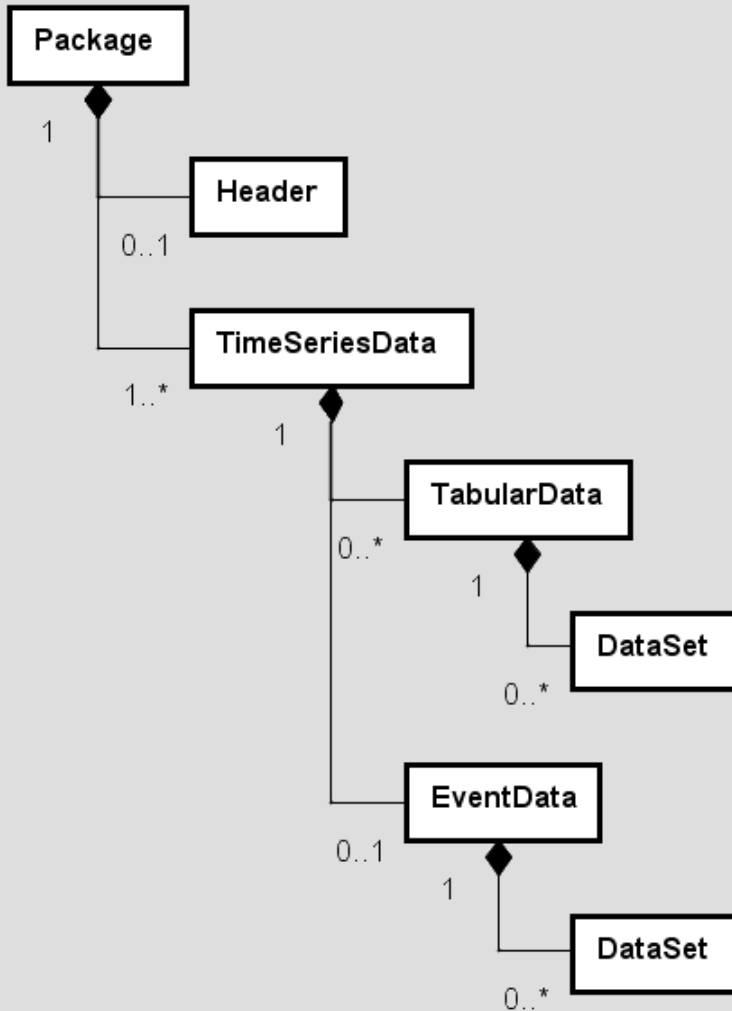 Package
1
Header
0..1
TimeSeriesData
1..*
1
TabularData
0..*
1
DataSet
0..*
EventData
0..1
1
DataSet
0..*